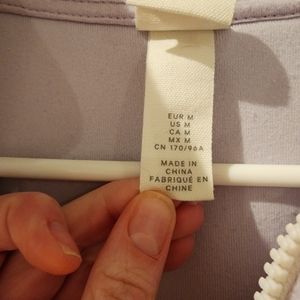 EUR M
US M
CA M
MX M
CN 170/96A
MADE IN
CHINA
FABRIQUÉ EN
CHINE